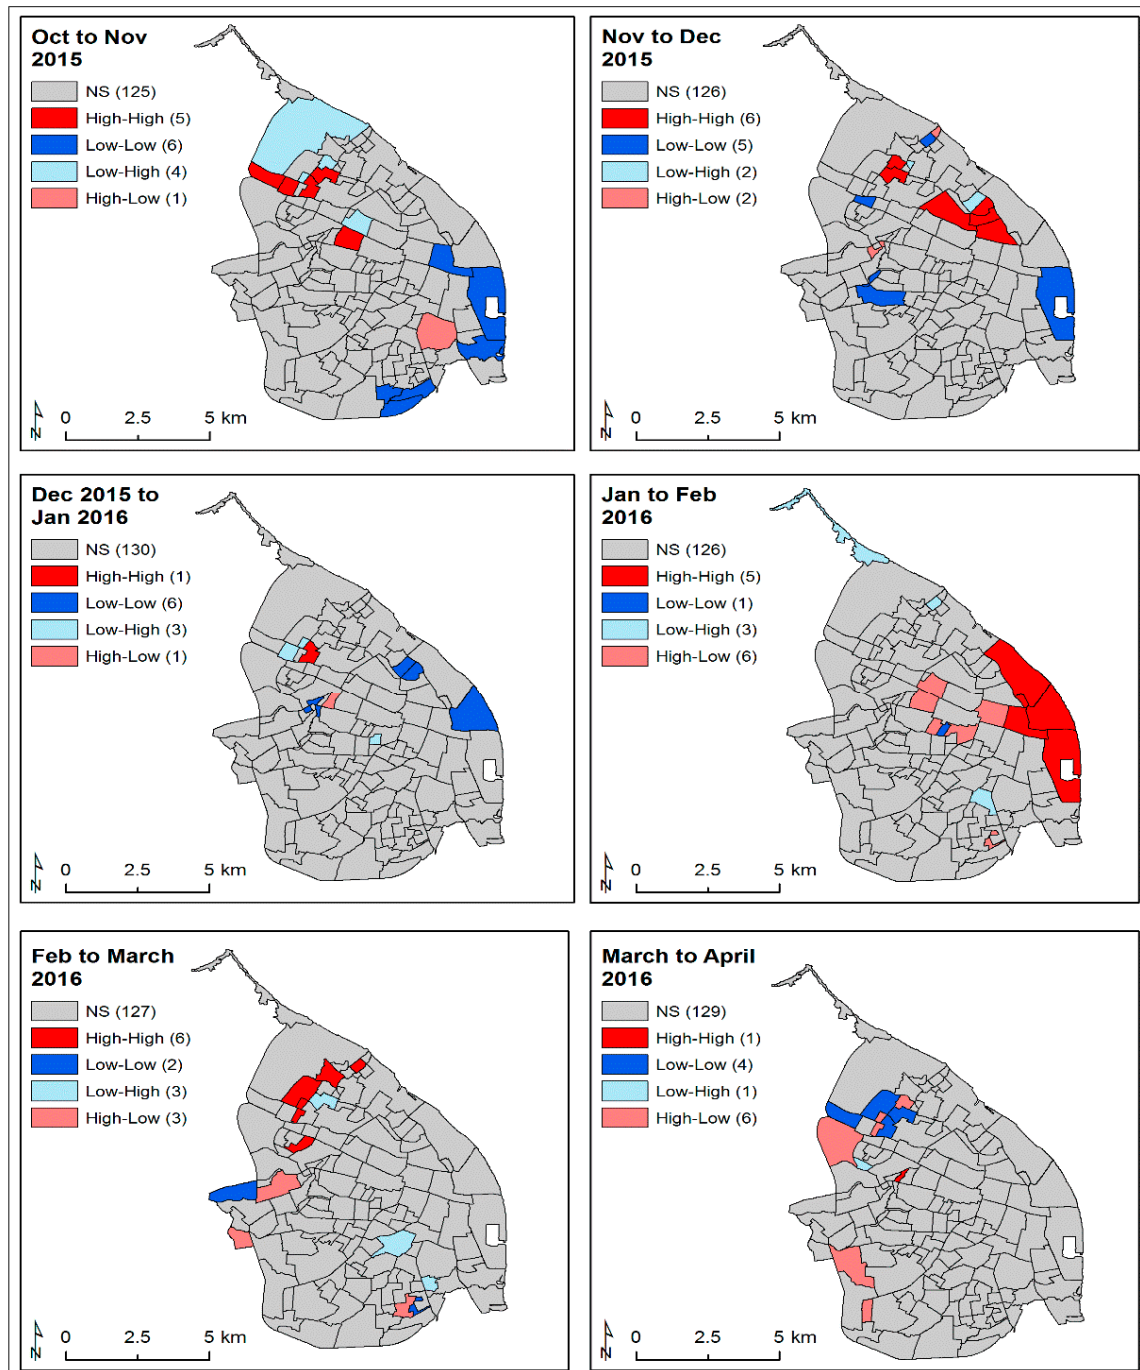 Oct to Nov
2015
NS (125)
High-High (5)
Low-Low (6)
Low-High (4)
High-Low (1)
N
0 2.5 5 km
Nov to Dec
2015
NS (126)
High-High (6)
Low-Low (5)
Low-High (2)
High-Low (2)
N
0 2.5 5 km
Dec 2015 to
Jan 2016
NS (130)
High-High (1)
Low-Low (6)
Low-High (3)
High-Low (1)
N
0 2.5 5 km
Jan to Feb
2016
NS (126)
High-High (5)
Low-Low (1)
Low-High (3)
High-Low (6)
N
0 2.5 5 km
Feb to March
2016
NS (127)
High-High (6)
Low-Low (2)
Low-High (3)
High-Low (3)
N
0 2.5 5 km
March to April
2016
NS (129)
High-High (1)
Low-Low (4)
Low-High (1)
High-Low (6)
N
0 2.5 5 km